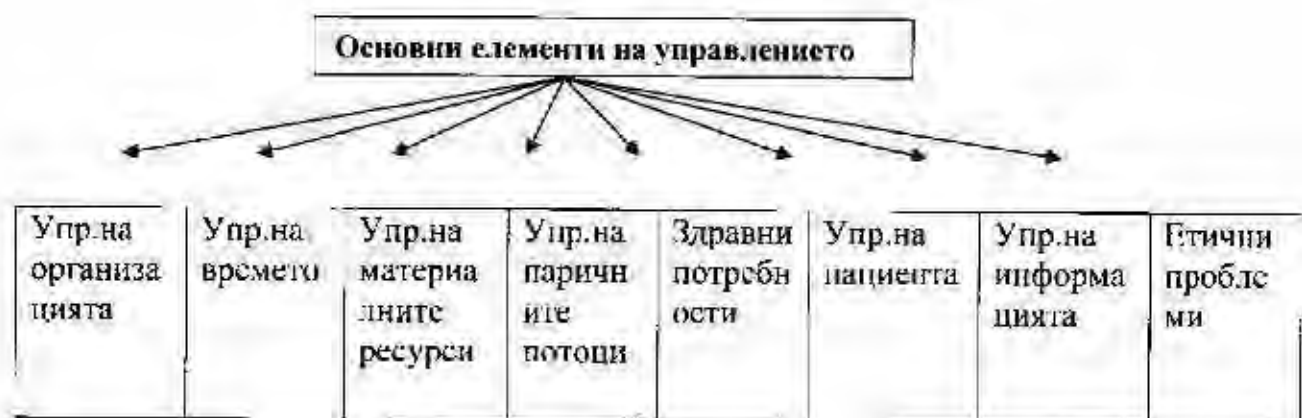 Основни елементи на управлението
Упр.на
организа
цията
Упр.на
времето
Упр.на
материа
лните
ресурси
Упр.на
паричн
ите
потоци
Здравни
потребн
ости
Упр.на
пациента
Упр.на
информа
цията
Етични
пробле
ми